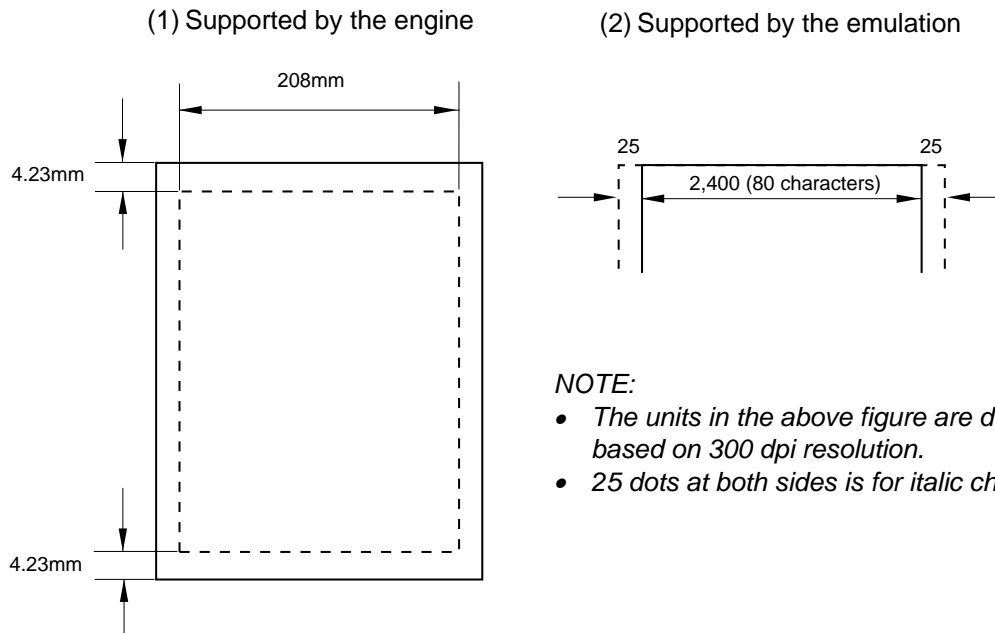 (1) Supported by the engine
(2) Supported by the emulation
208mm
4.23mm
25
25
2,400 (80 characters)
4.23mm
NOTE:
• The units in the above figure are
based on 300 dpi resolution.
• 25 dots at both sides is for italic